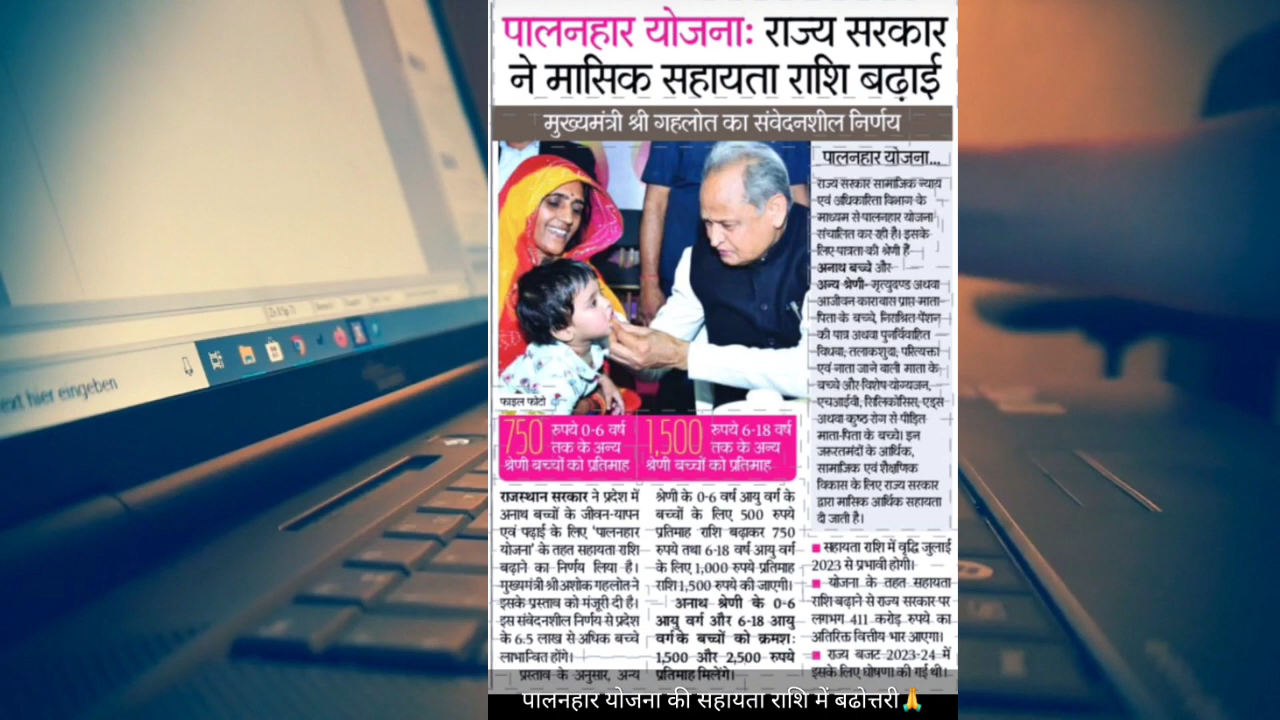 पालनहार योजनाः राज्य सरकार
ने मासिक सहायता राशि बढ़ाई
मुख्यमंत्री श्री गहलोत का संवेदनशील निर्णय
फाइल फोटो
750 रुपये 0-6 वर्ष
तक के अन्य
श्रेणी बच्चों को प्रतिमाह
1,500 रुपये 6-18 वर्ष
तक के अन्य
श्रेणी बच्चों को प्रतिमाह
राजस्थान सरकार ने प्रदेश में
अनाथ बच्चों के जीवन-यापन
एवं पढ़ाई के लिए 'पालनहार
योजना' के तहत सहायता राशि
बढ़ाने का निर्णय लिया है।
मुख्यमंत्री श्री अशोक गहलोत ने
इसके प्रस्ताव को मंजूरी दी है।
इस संवेदनशील निर्णय से प्रदेश
के 6.5 लाख से अधिक बच्चे
लाभान्वित होंगे।
प्रस्ताव के अनुसार, अन्य
श्रेणी के 0-6 वर्ष आयु वर्ग के
बच्चों के लिए 500 रुपये
प्रतिमाह राशि बढ़ाकर 750
रुपये तथा 6-18 वर्ष आयु वर्ग
के लिए 1,000 रुपये प्रतिमाह
राशि 1,500 रुपये की जाएगी।
अनाथ श्रेणी के 0-6
आयु वर्ग और 6-18 आयु
वर्ग के बच्चों को क्रमशः
1,500 और 2,500 रुपये
प्रतिमाह मिलेंगे।
पालनहार योजना...
राज्य सरकार सामाजिक न्याय
एवं अधिकारिता विभाग के
माध्यम से पालनहार योजना
संचालित कर रही है। इसके
लिए पात्रता की श्रेणी हैं
अनाथ बच्चे और
अन्य श्रेणी- मृत्युदण्ड अथवा
आजीवन कारावास प्राप्त माता-
पिता के बच्चे, निराश्रित पेंशन
की पात्र अथवा पुनर्विवाहित
विधवा, तलाकशुदा, परित्यक्ता
एवं नाता जाने वाली माता के
बच्चे और विशेष योग्यजन,
एचआईवी, सिलिकोसिस, एड्स
अथवा कुष्ठ रोग से पीड़ित
माता-पिता के बच्चे। इन
जरूरतमंदों के आर्थिक,
सामाजिक एवं शैक्षणिक
विकास के लिए राज्य सरकार
द्वारा मासिक आर्थिक सहायता
दी जाती है।
■ सहायता राशि में वृद्धि जुलाई
2023 से प्रभावी होगी।
■ योजना के तहत सहायता
राशि बढ़ाने से राज्य सरकार पर
लगभग 411 करोड़ रुपये का
अतिरिक्त वित्तीय भार आएगा।
■ राज्य बजट 2023-24 में
इसके लिए घोषणा की गई थी।
पालनहार योजना की सहायता राशि में बढोत्तरी🙏
ext hier eingeben